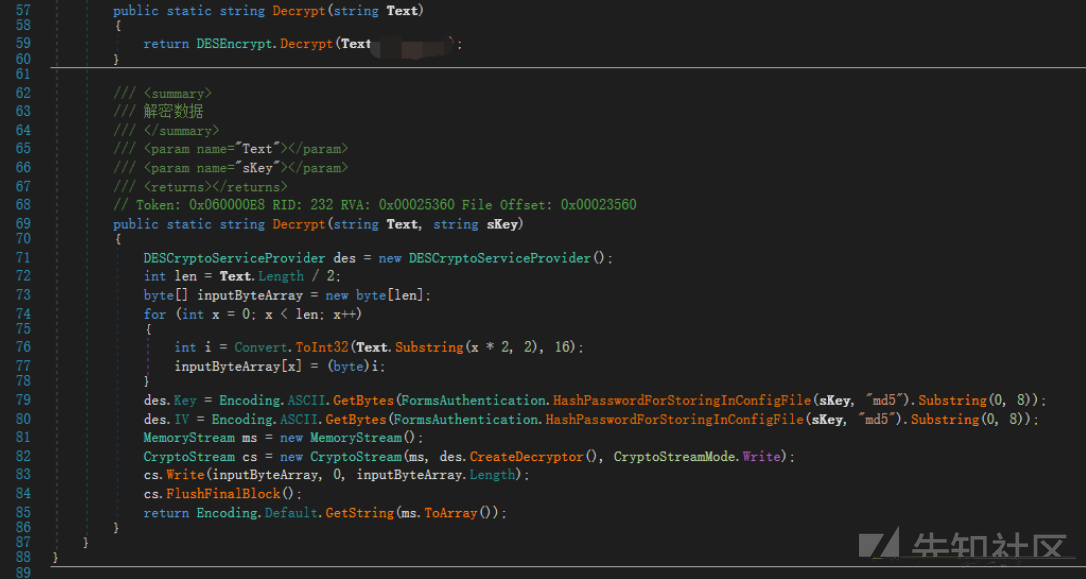 57 public static string Decrypt(string Text)
58 {
59 return DESEncrypt.Decrypt(Text );
60 }
61
62 /// <summary>
63 /// 解密数据
64 /// </summary>
65 /// <param name="Text"></param>
66 /// <param name="sKey"></param>
67 /// <returns></returns>
68 // Token: 0x060000E8 RID: 232 RVA: 0x00025360 File Offset: 0x00023560
69 public static string Decrypt(string Text, string sKey)
70 {
71 DESCryptoServiceProvider des = new DESCryptoServiceProvider();
72 int len = Text.Length / 2;
73 byte[] inputByteArray = new byte[len];
74 for (int x = 0; x < len; x++)
75 {
76 int i = Convert.ToInt32(Text.Substring(x * 2, 2), 16);
77 inputByteArray[x] = (byte)i;
78 }
79 des.Key = Encoding.ASCII.GetBytes(FormsAuthentication.HashPasswordForStoringInConfigFile(sKey, "md5").Substring(0, 8));
80 des.IV = Encoding.ASCII.GetBytes(FormsAuthentication.HashPasswordForStoringInConfigFile(sKey, "md5").Substring(0, 8));
81 MemoryStream ms = new MemoryStream();
82 CryptoStream cs = new CryptoStream(ms, des.CreateDecryptor(), CryptoStreamMode.Write);
83 cs.Write(inputByteArray, 0, inputByteArray.Length);
84 cs.FlushFinalBlock();
85 return Encoding.Default.GetString(ms.ToArray());
86 }
87 }
88 }
89
先知社区